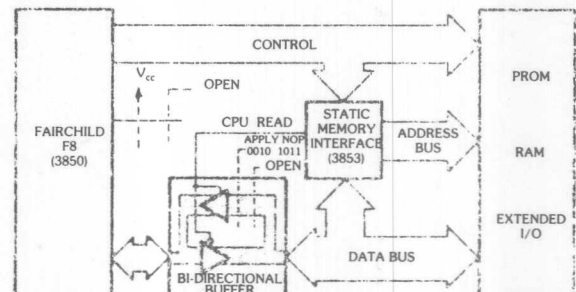 CONTROL
Vcc
OPEN
PROM
FAIRCHILD
F8
(3850)
CPU READ
APPLY NOP
0010 1011
OPEN
STATIC
MEMORY
INTERFACE
(3853)
ADDRESS
BUS
RAM
EXTENDED
I/O
DATA BUS
BI-DIRECTIONAL
BUFFER